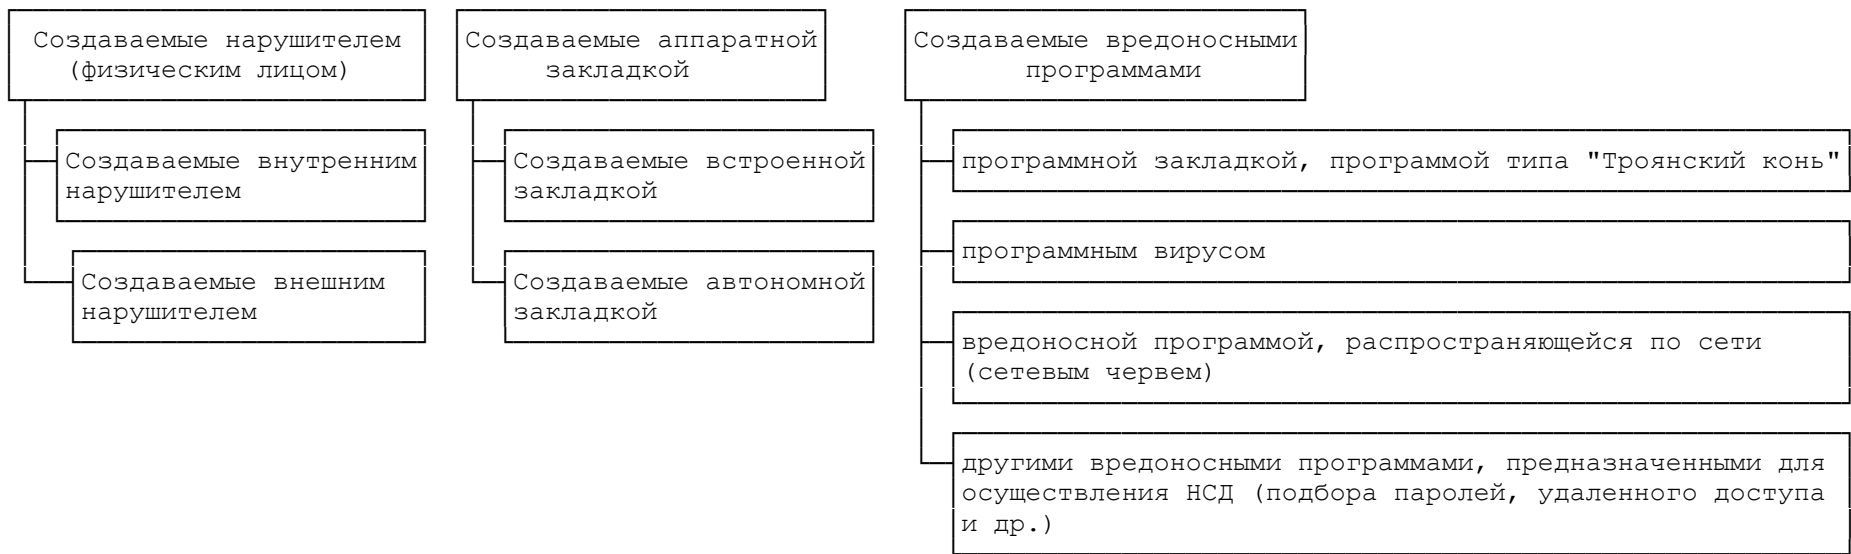 Создаваемые нарушителем
(физическим лицом)
Создаваемые внутренним
нарушителем
Создаваемые внешним
нарушителем
Создаваемые аппаратной
закладкой
Создаваемые встроенной
закладкой
Создаваемые автономной
закладкой
Создаваемые вредоносными
программами
программной закладкой, программой типа "Троянский конь"
программным вирусом
вредоносной программой, распространяющейся по сети
(сетевым червем)
другими вредоносными программами, предназначенными для
осуществления НСД (подбора паролей, удаленного доступа
и др.)